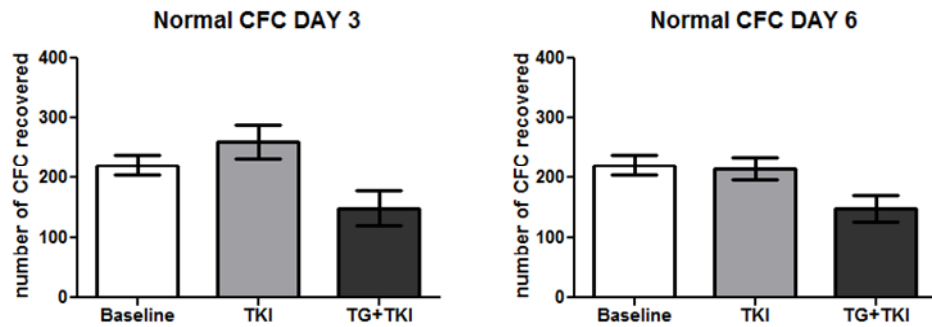 Normal CFC DAY 3
number of CFC recovered
400
300
200
100
0
Baseline TKI TG+TKI
Normal CFC DAY 6
number of CFC recovered
400
300
200
100
0
Baseline TKI TG+TKI